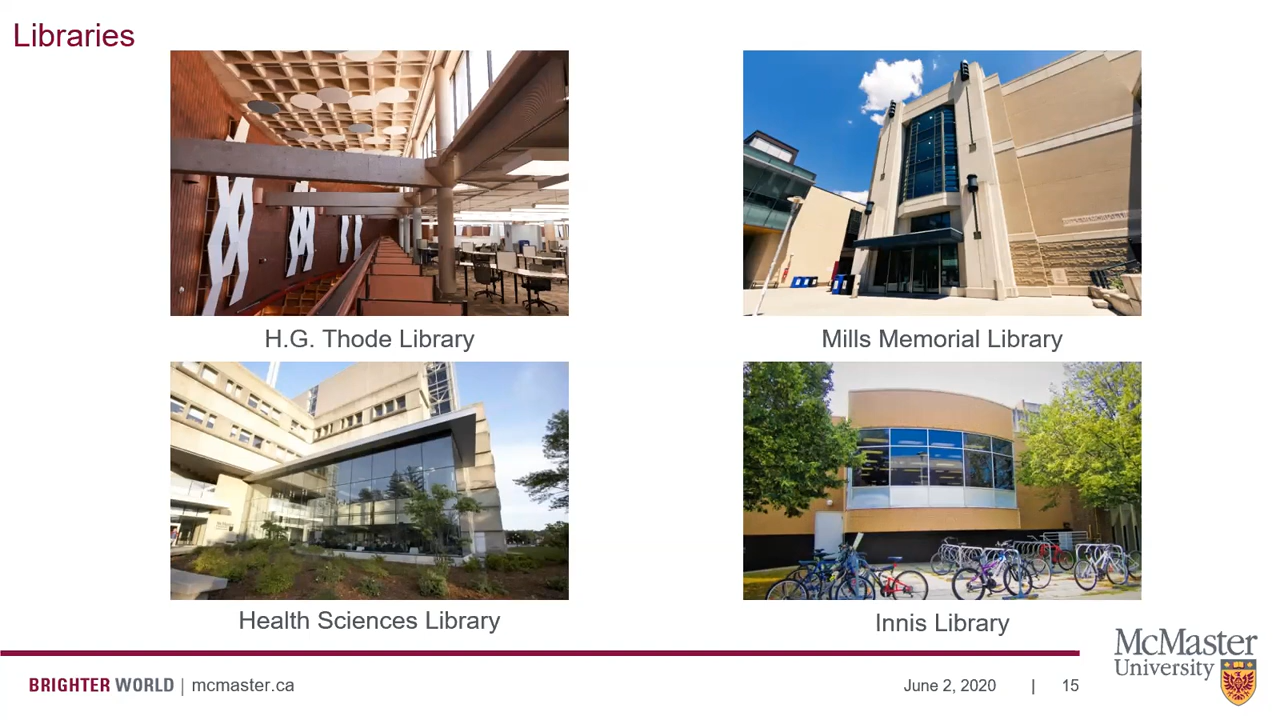 Libraries
H.G. Thode Library
Mills Memorial Library
Health Sciences Library
Innis Library
BRIGHTER WORLD | mcmaster.ca
June 2, 2020 | 15
McMaster
University